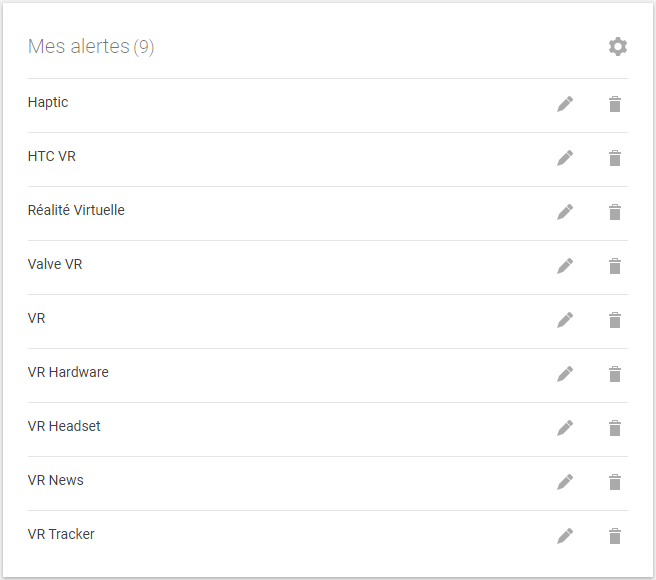 Mes alertes (9)
Haptic
HTC VR
Réalité Virtuelle
Valve VR
VR
VR Hardware
VR Headset
VR News
VR Tracker